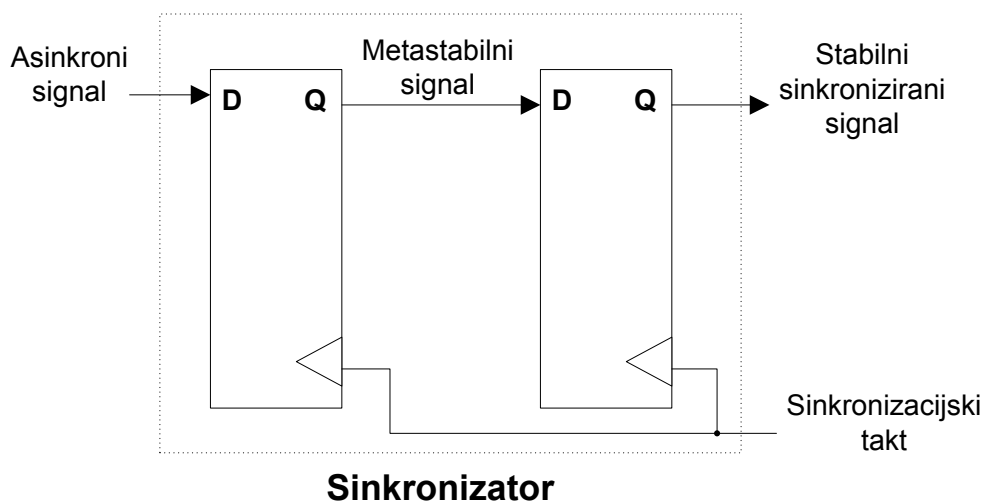 Asinkroni
signal
Metastabilni
signal
Stabilni
sinkronizirani
signal
D Q
D Q
Sinkronizacijski
takt
Sinkronizator